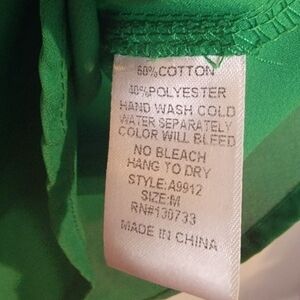 60%COTTON
40%POLYESTER
HAND WASH COLD
WATER SEPARATELY
COLOR WILL BLEED
NO BLEACH
HANG TO DRY
STYLE:A9912
SIZE:M
RN#130733
MADE IN CHINA